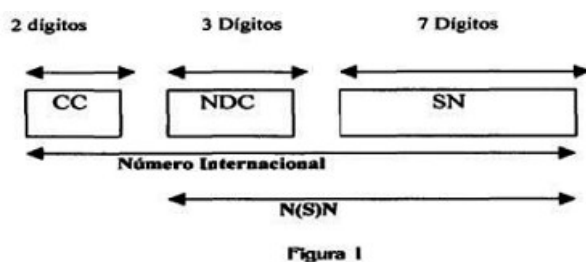 2 dígitos 3 Dígitos 7 Dígitos
CC NDC SN
Número Internacional
N(S)N
Figura 1